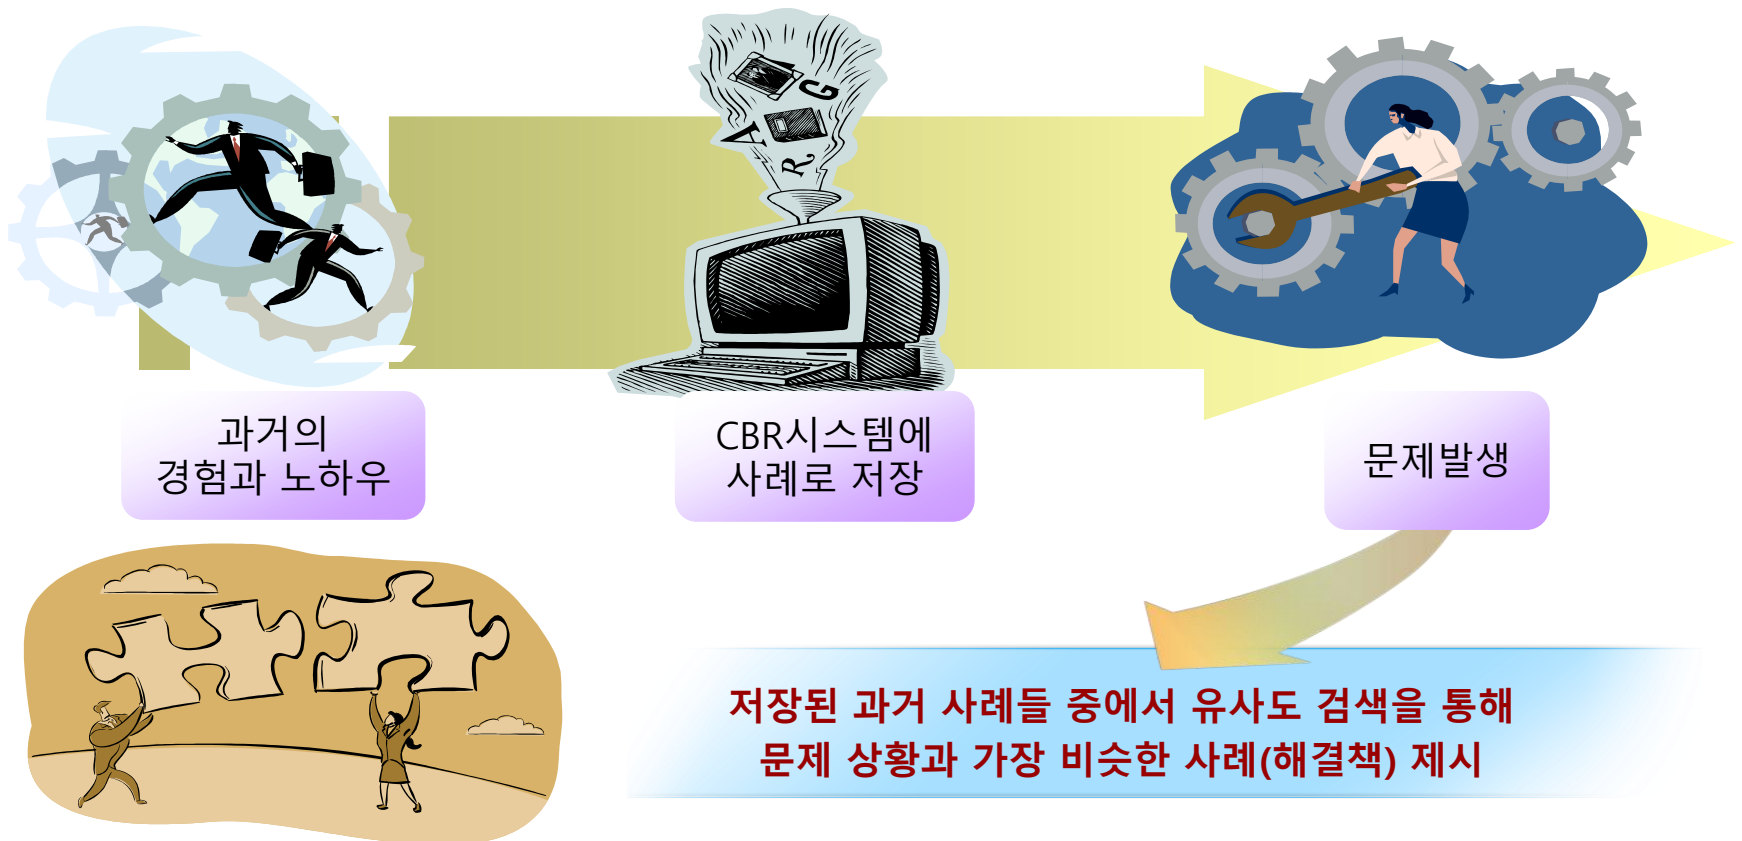 과거의
경험과 노하우
CBR시스템에
사례로 저장
문제발생
저장된 과거 사례들 중에서 유사도 검색을 통해
문제 상황과 가장 비슷한 사례(해결책) 제시
G
A
R